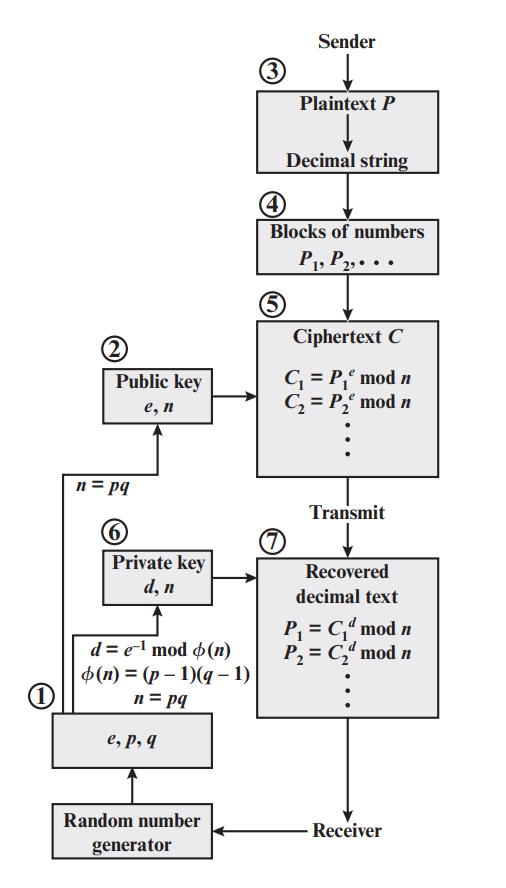 Sender
③
Plaintext P
Decimal string
④
Blocks of numbers
P₁, P₂, • • •
⑤
Ciphertext C
C₁ = P₁ᵉ mod n
C₂ = P₂ᵉ mod n
•
•
•
②
Public key
e, n
n = pq
Transmit
⑥
Private key
d, n
⑦
Recovered
decimal text
P₁ = C₁ᵈ mod n
P₂ = C₂ᵈ mod n
•
•
•
d = e⁻¹ mod ϕ(n)
ϕ(n) = (p – 1)(q – 1)
n = pq
①
e, p, q
Random number
generator
Receiver